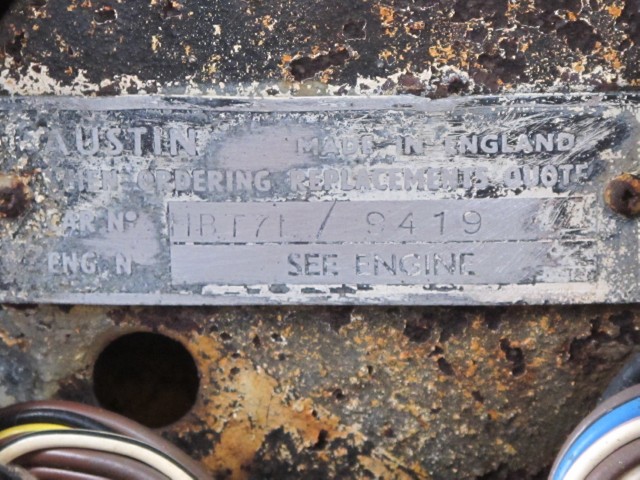 AUSTIN MADE IN ENGLAND
WHEN ORDERING REPLACEMENTS QUOTE
CAR Nº HBT7L / 9419
ENG. N SEE ENGINE